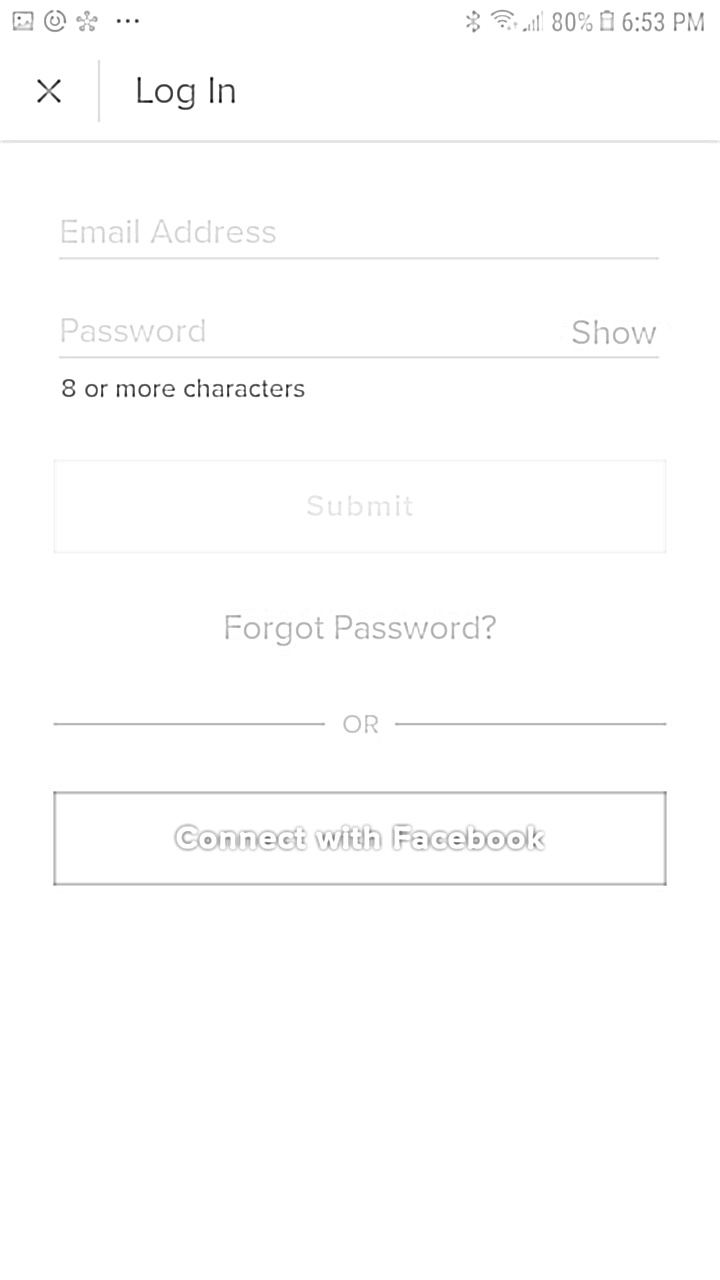 80% 6:53 PM
Log In
Email Address
Password Show
8 or more characters
Submit
Forgot Password?
OR
Connect with Facebook